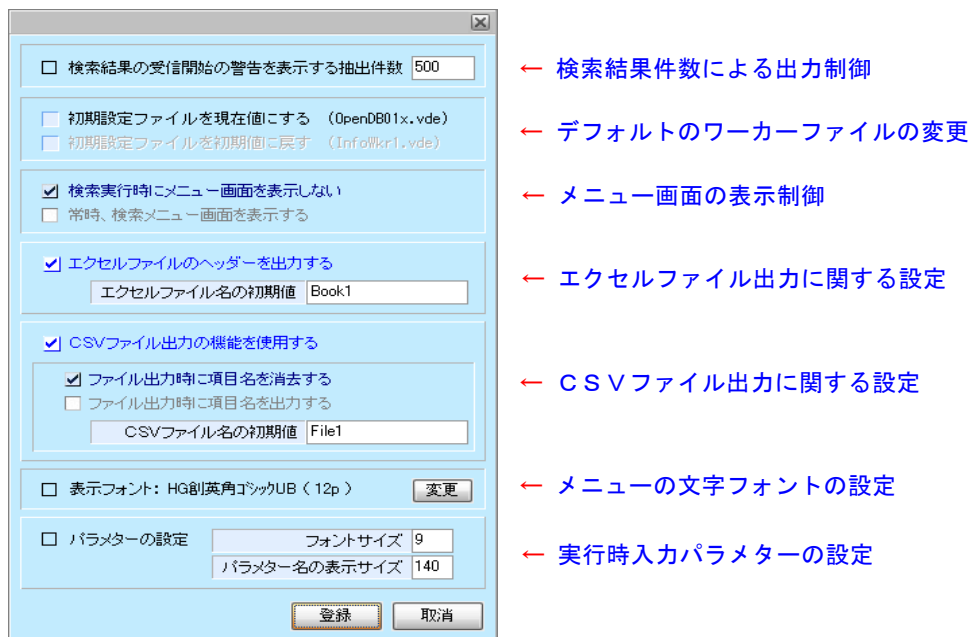 検索結果の受信開始の警告を表示する抽出件数 500
← 検索結果件数による出力制御
初期設定ファイルを現在値にする （OpenDB01x.vde）
初期設定ファイルを初期値に戻す （InfoWkr1.vde）
← デフォルトのワーカーファイルの変更
検索実行時にメニュー画面を表示しない
常時、検索メニュー画面を表示する
← メニュー画面の表示制御
エクセルファイルのヘッダーを出力する
エクセルファイル名の初期値 Book1
← エクセルファイル出力に関する設定
CSVファイル出力の機能を使用する
ファイル出力時に項目名を消去する
ファイル出力時に項目名を出力する
CSVファイル名の初期値 File1
← ＣＳＶファイル出力に関する設定
表示フォント： HG創英角ｺﾞｼｯｸUB （ 12p ） 変更
← メニューの文字フォントの設定
パラメターの設定 フォントサイズ 9
パラメター名の表示サイズ 140
← 実行時入力パラメターの設定
登録 取消